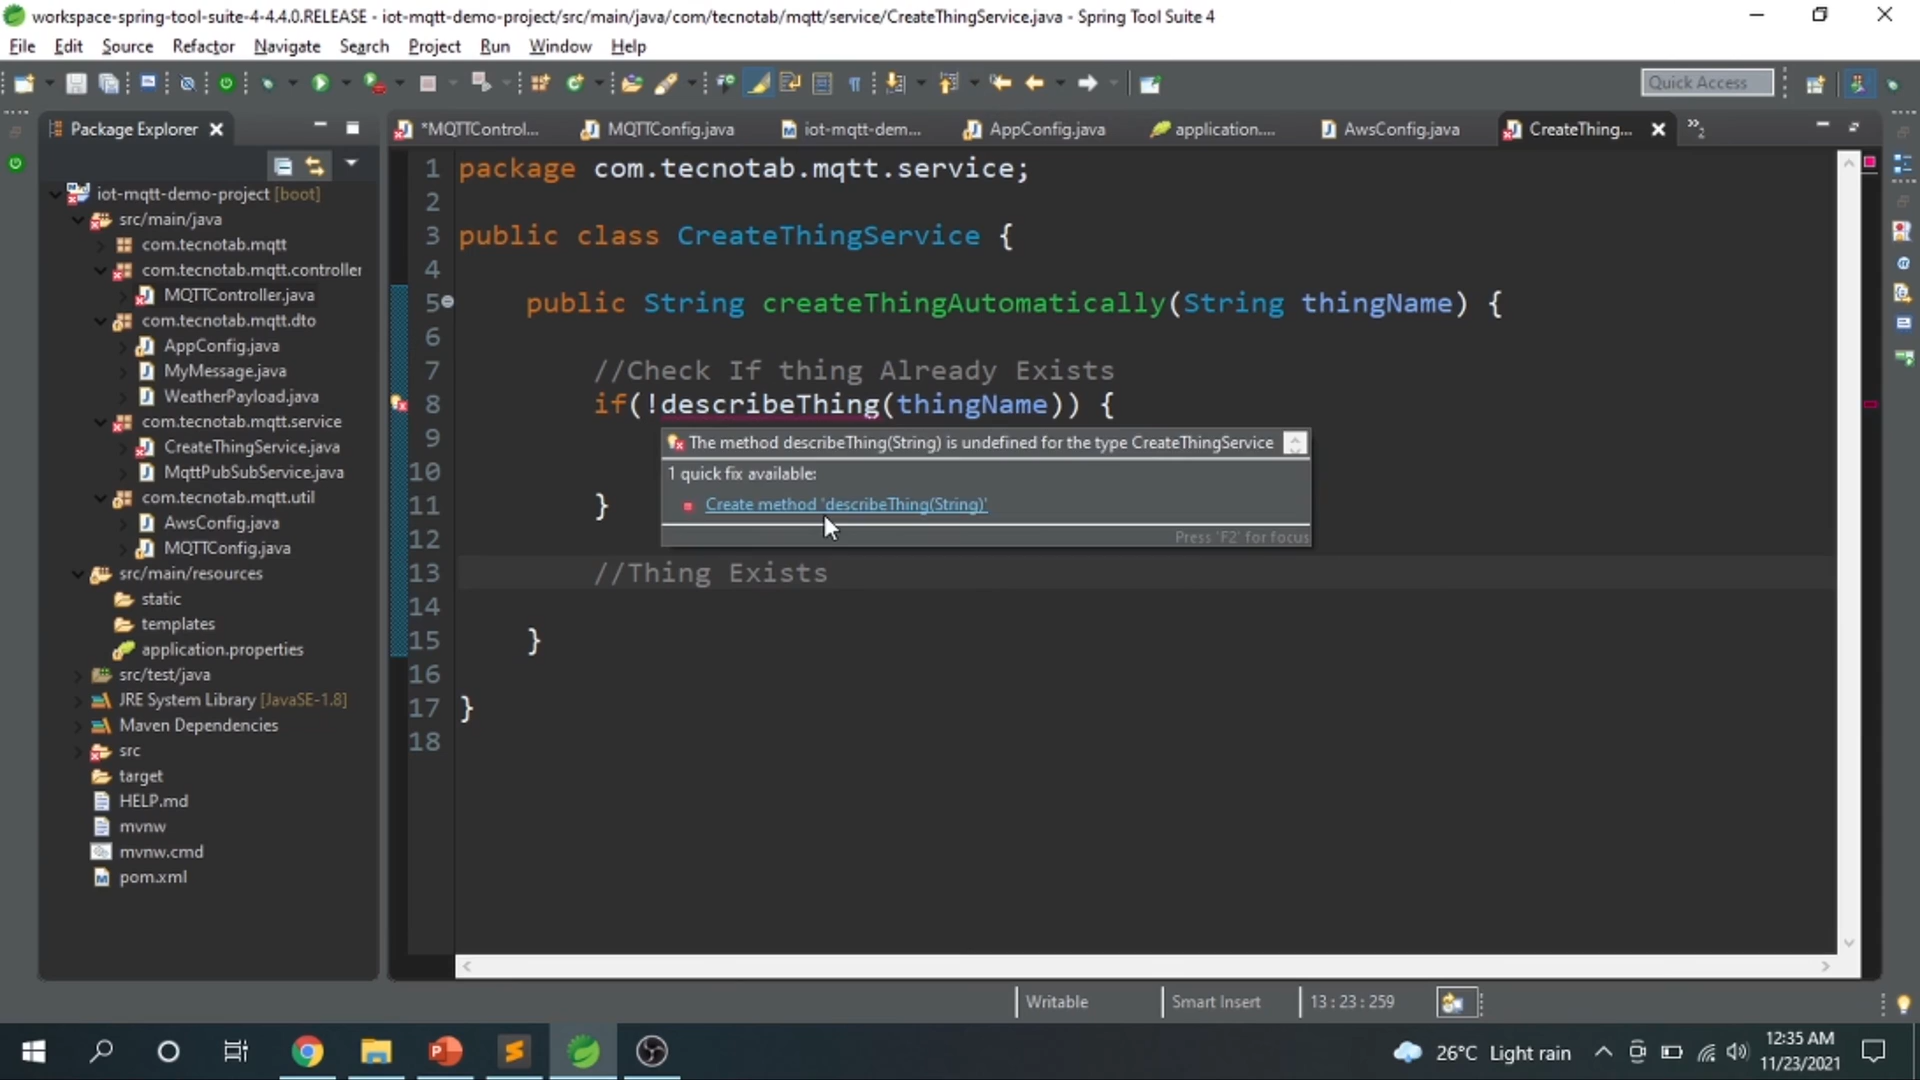 workspace-spring-tool-suite-4-4.4.0.RELEASE - iot-mqtt-demo-project/src/main/java/com/tecnotab/mqtt/service/CreateThingService.java - Spring Tool Suite 4
File Edit Source Refactor Navigate Search Project Run Window Help
Quick Access
Package Explorer
*MQTTControl...
MQTTConfig.java
iot-mqtt-dem...
AppConfig.java
application....
AwsConfig.java
CreateThing...
»2
iot-mqtt-demo-project [boot]
src/main/java
com.tecnotab.mqtt
com.tecnotab.mqtt.controller
MQTTController.java
com.tecnotab.mqtt.dto
AppConfig.java
MyMessage.java
WeatherPayload.java
com.tecnotab.mqtt.service
CreateThingService.java
MqttPubSubService.java
com.tecnotab.mqtt.util
AwsConfig.java
MQTTConfig.java
src/main/resources
static
templates
application.properties
src/test/java
JRE System Library [JavaSE-1.8]
Maven Dependencies
src
target
HELP.md
mvnw
mvnw.cmd
pom.xml
1 package com.tecnotab.mqtt.service;
2
3 public class CreateThingService {
4
5 public String createThingAutomatically(String thingName) {
6
7 //Check If thing Already Exists
8 if(!describeThing(thingName)) {
9
10
11 }
12
13 //Thing Exists
14
15 }
16
17 }
18
The method describeThing(String) is undefined for the type CreateThingService
1 quick fix available:
Create method 'describeThing(String)'
Press 'F2' for focus
Writable
Smart Insert
13 : 23 : 259
26°C Light rain
12:35 AM
11/23/2021